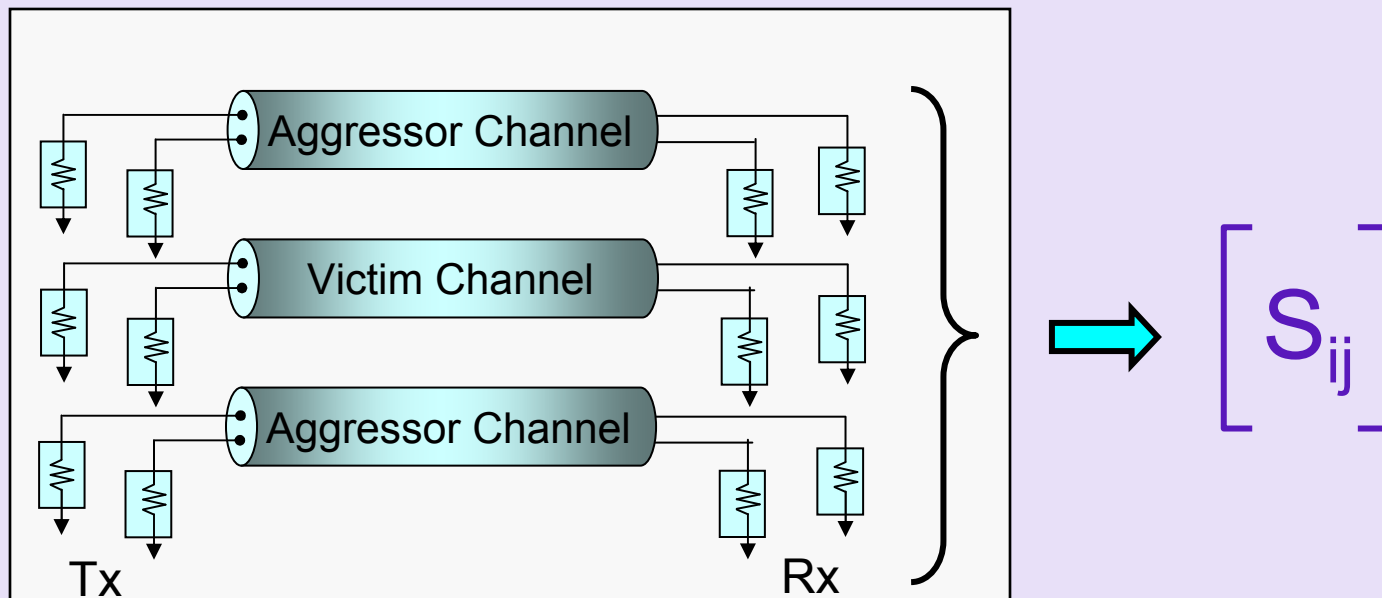 Aggressor Channel
Victim Channel
Aggressor Channel
Tx
Rx
[ Sij ]